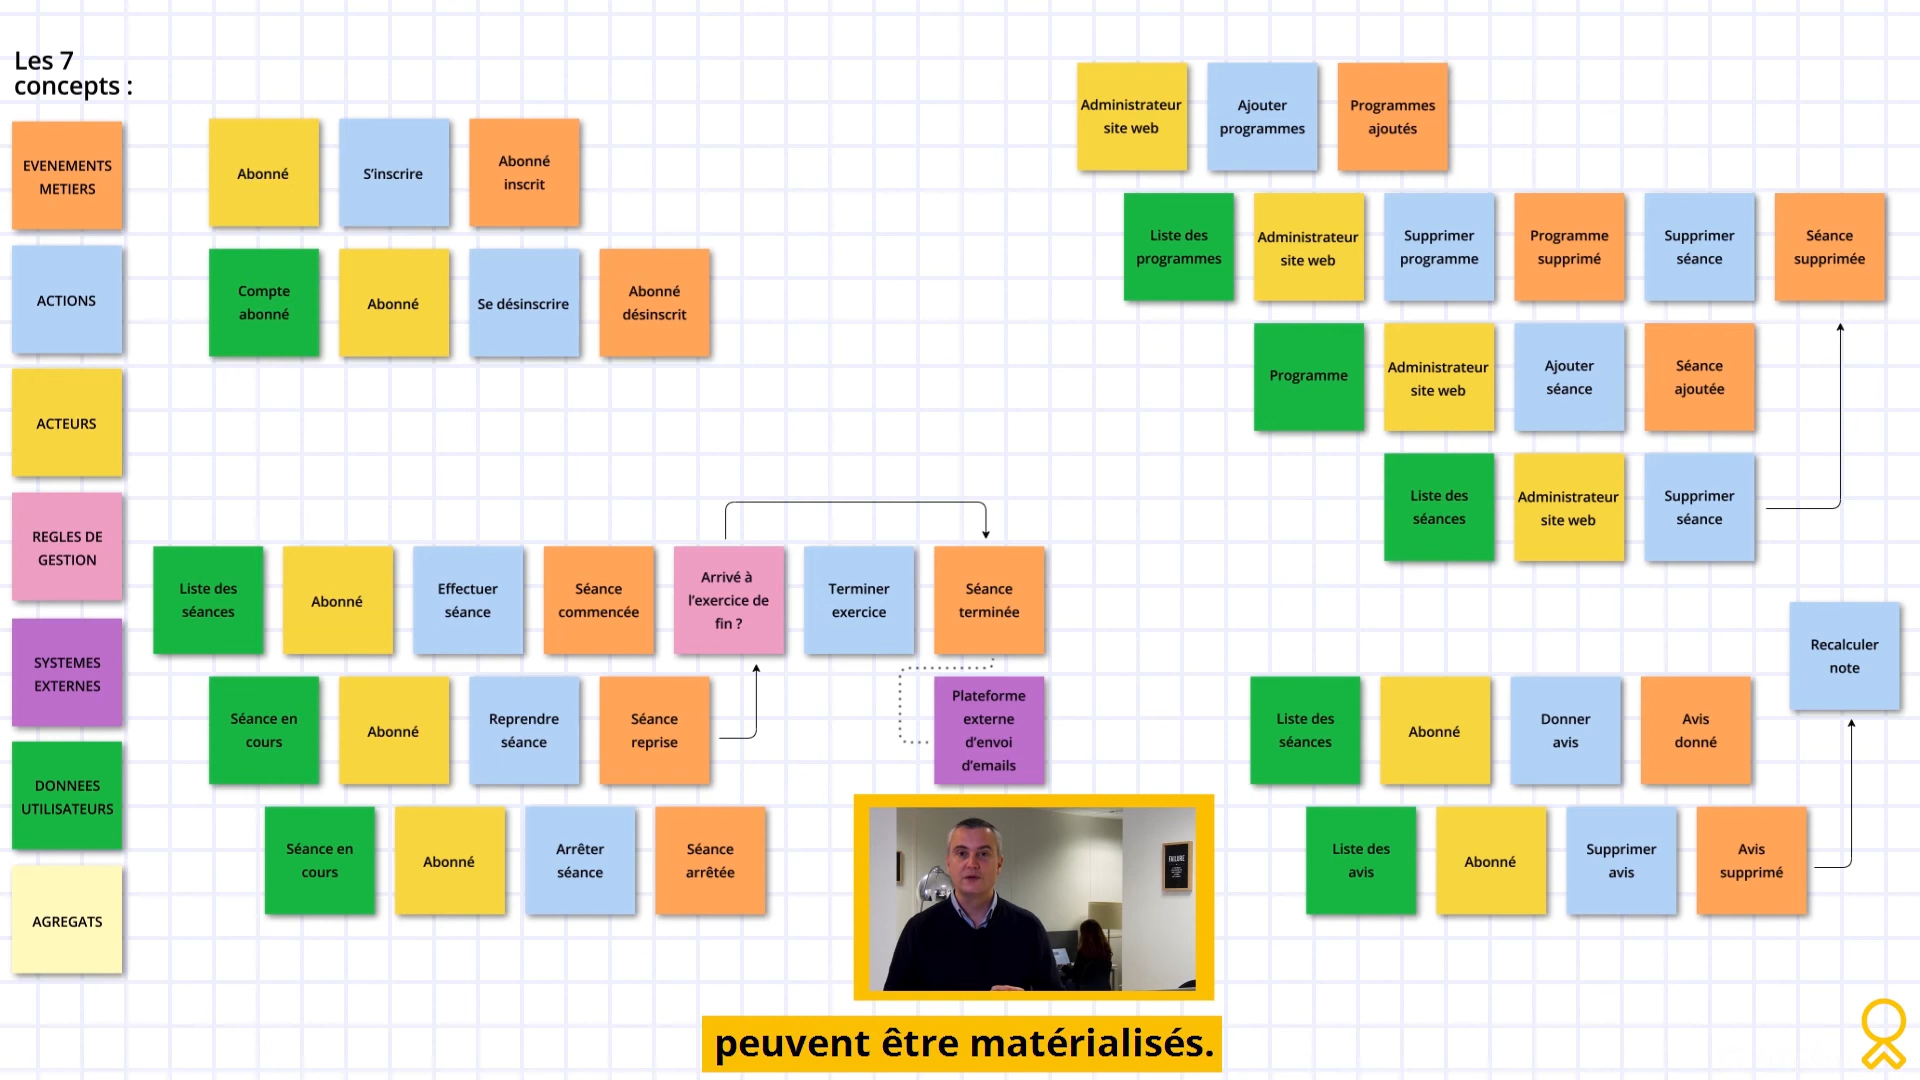 Les 7
concepts :
EVENEMENTS
METIERS
ACTIONS
ACTEURS
REGLES DE
GESTION
SYSTEMES
EXTERNES
DONNEES
UTILISATEURS
AGREGATS
Abonné
S’inscrire
Abonné
inscrit
Compte
abonné
Abonné
Se désinscrire
Abonné
désinscrit
Administrateur
site web
Ajouter
programmes
Programmes
ajoutés
Liste des
programmes
Administrateur
site web
Supprimer
programme
Programme
supprimé
Supprimer
séance
Séance
supprimée
Programme
Administrateur
site web
Ajouter
séance
Séance
ajoutée
Liste des
séances
Administrateur
site web
Supprimer
séance
Liste des
séances
Abonné
Effectuer
séance
Séance
commencée
Arrivé à
l’exercice de
fin ?
Terminer
exercice
Séance
terminée
Séance en
cours
Abonné
Reprendre
séance
Séance
reprise
Plateforme
externe
d’envoi
d’emails
Séance en
cours
Abonné
Arrêter
séance
Séance
arrêtée
Recalculer
note
Liste des
séances
Abonné
Donner
avis
Avis
donné
Liste des
avis
Abonné
Supprimer
avis
Avis
supprimé
FAILURE
peuvent être matérialisés.